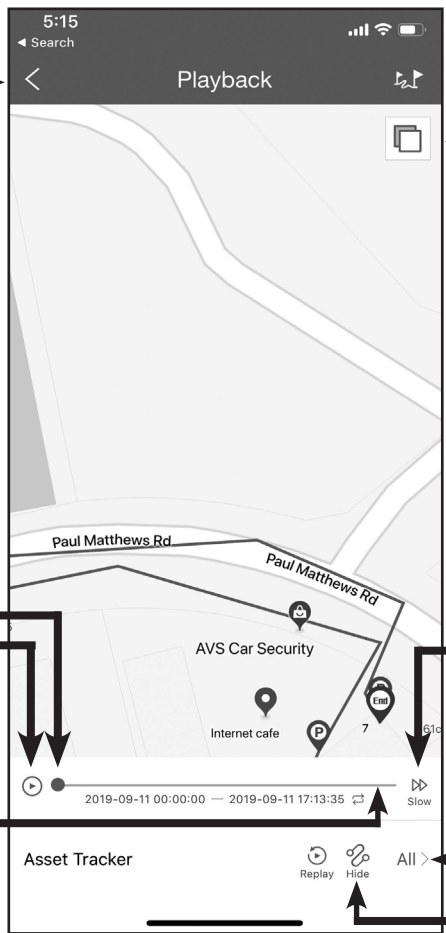 5:15
◀ Search
Playback
Paul Matthews Rd
Paul Matthews Rd
AVS Car Security
End
Internet cafe
P
7
61c
2019-09-11 00:00:00 — 2019-09-11 17:13:35
Slow
Asset Tracker
Replay
Hide
All >